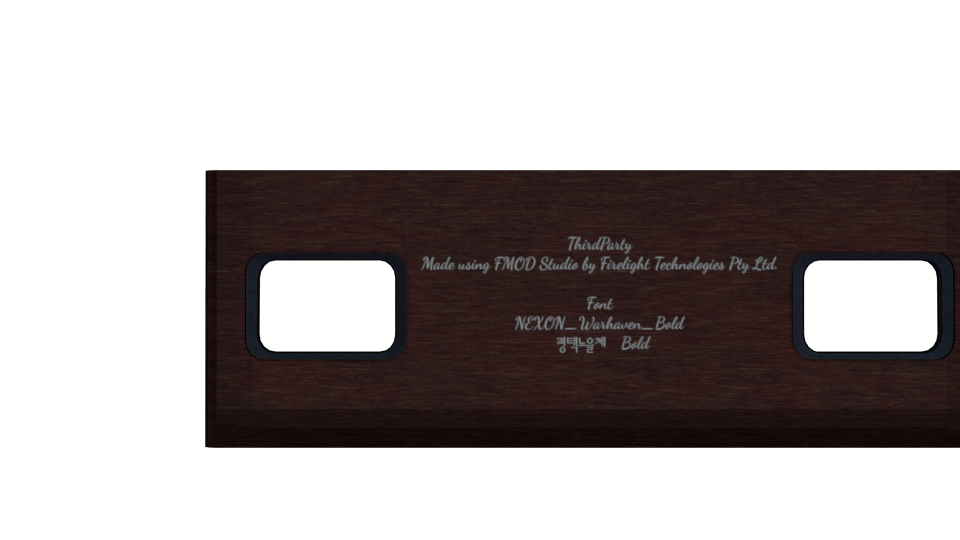 ThirdParty
Made using FMOD Studio by Firelight Technologies Pty Ltd.
Font
NEXON_Warhaven_Bold
평택노을체 Bold